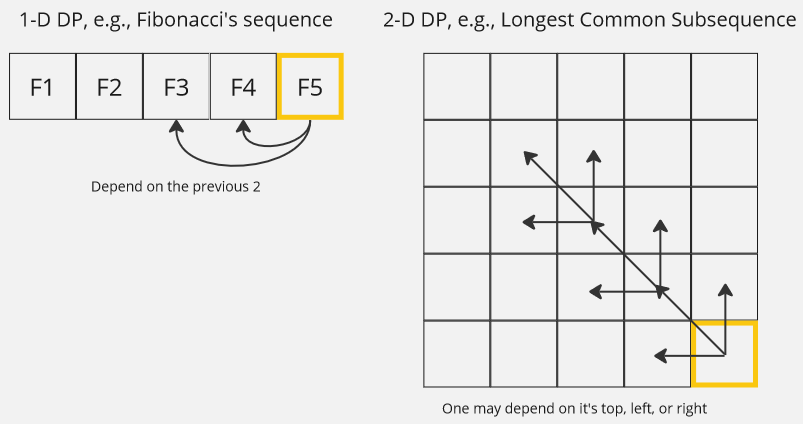 1-D DP, e.g., Fibonacci's sequence
2-D DP, e.g., Longest Common Subsequence
F1 F2 F3 F4 F5
Depend on the previous 2
One may depend on it's top, left, or right